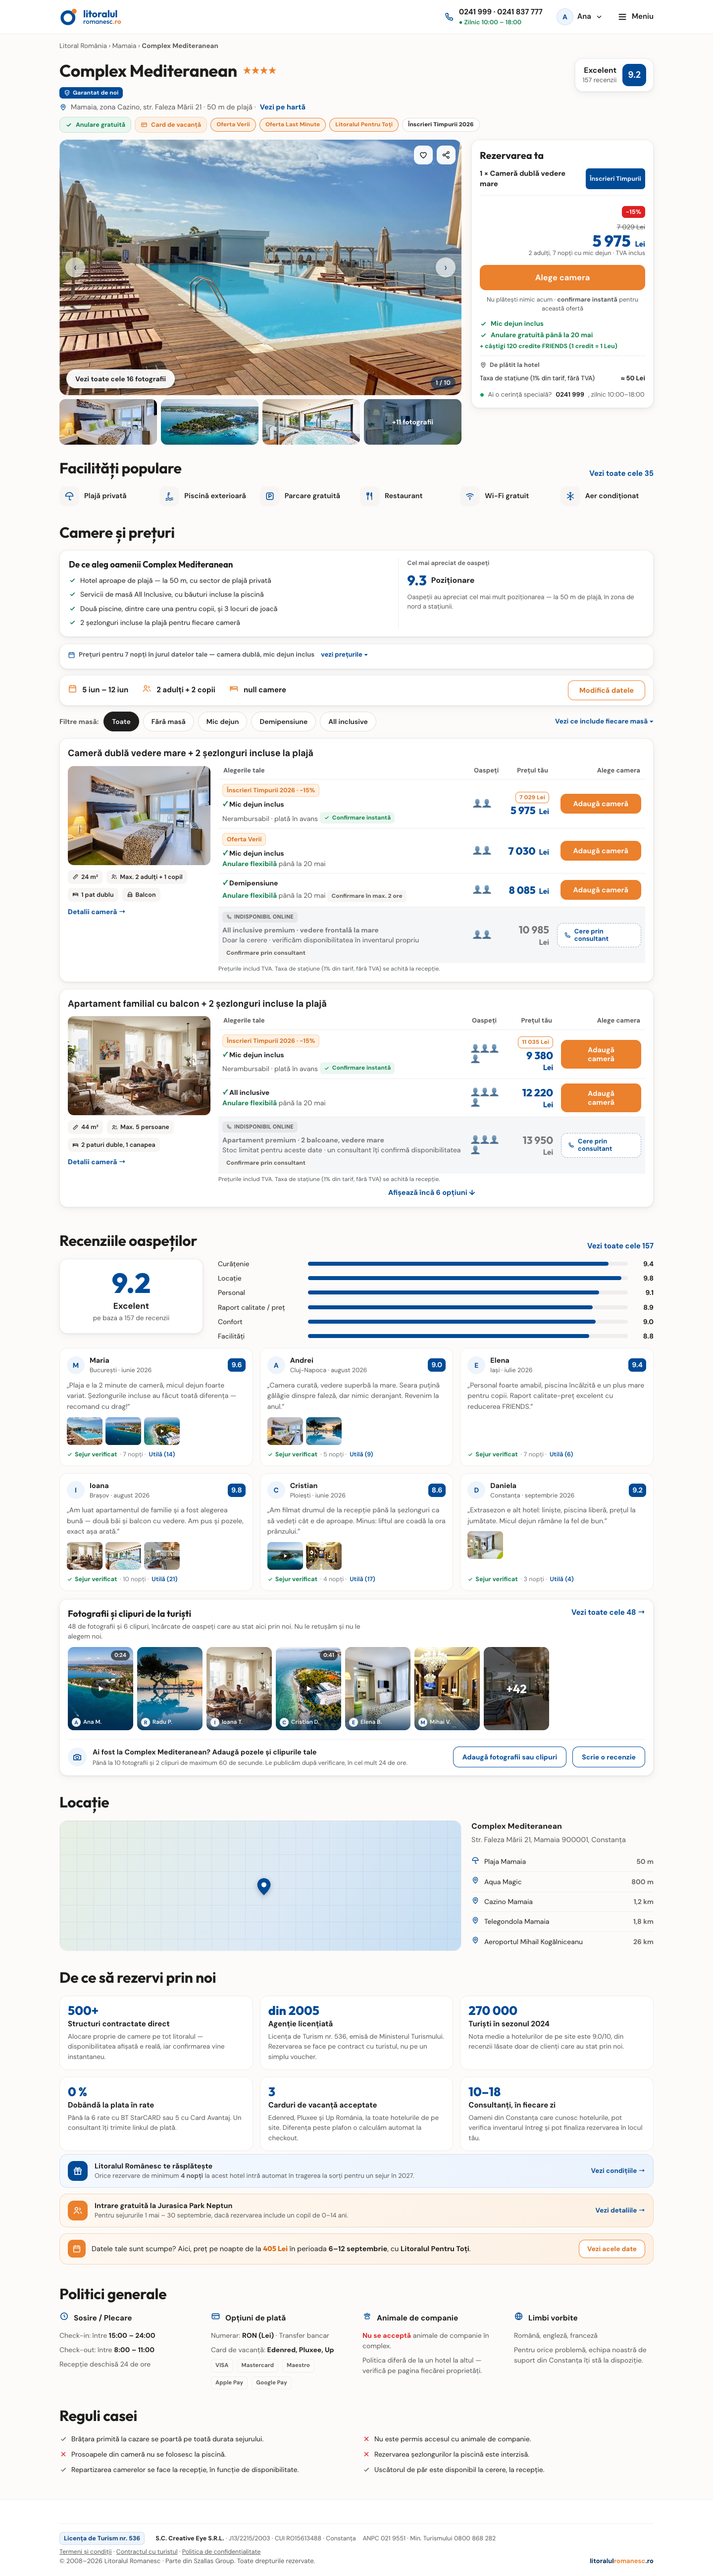 litoralul
romanesc.ro
0241 999 · 0241 837 777
● Zilnic 10:00 – 18:00
A Ana
Meniu
Litoral România › Mamaia › Complex Mediteranean
Complex Mediteranean ★★★★
Garantat de noi
Mamaia, zona Cazino, str. Faleza Mării 21 · 50 m de plajă · Vezi pe hartă
Excelent
157 recenzii
9.2
Anulare gratuită
Card de vacanță
Oferta Verii
Oferta Last Minute
Litoralul Pentru Toți
Înscrieri Timpurii 2026
Vezi toate cele 16 fotografii
1 / 10
+11 fotografii
Rezervarea ta
1 × Cameră dublă vedere mare
Înscrieri Timpurii
-15%
7 029 Lei
5 975 Lei
2 adulți, 7 nopți cu mic dejun · TVA inclus
Alege camera
Nu plătești nimic acum · confirmare instantă pentru
această ofertă
Mic dejun inclus
Anulare gratuită până la 20 mai
+ câștigi 120 credite FRIENDS (1 credit = 1 Leu)
De plătit la hotel
Taxa de stațiune (1% din tarif, fără TVA) ≈ 50 Lei
Ai o cerință specială? 0241 999, zilnic 10:00–18:00
Facilități populare
Vezi toate cele 35
Plajă privată
Piscină exterioară
Parcare gratuită
Restaurant
Wi-Fi gratuit
Aer condiționat
Camere și prețuri
De ce aleg oamenii Complex Mediteranean
Hotel aproape de plajă — la 50 m, cu sector de plajă privată
Servicii de masă All Inclusive, cu băuturi incluse la piscină
Două piscine, dintre care una pentru copii, și 3 locuri de joacă
2 șezlonguri incluse la plajă pentru fiecare cameră
Cel mai apreciat de oaspeți
9.3 Poziționare
Oaspeții au apreciat cel mai mult poziționarea — la 50 m de plajă, în zona de
nord a stațiunii.
Prețuri pentru 7 nopți în jurul datelor tale — camera dublă, mic dejun inclus vezi prețurile
5 iun – 12 iun
2 adulți + 2 copii
null camere
Modifică datele
Filtre masă:
Toate
Fără masă
Mic dejun
Demipensiune
All inclusive
Vezi ce include fiecare masă
Cameră dublă vedere mare + 2 șezlonguri incluse la plajă
24 m²
Max. 2 adulți + 1 copil
1 pat dublu
Balcon
Detalii cameră →
Alegerile tale Oaspeți Prețul tău Alege camera
Înscrieri Timpurii 2026 · -15%
✓Mic dejun inclus
Nerambursabil · plată în avans ✓ Confirmare instantă
7 029 Lei
5 975 Lei
Adaugă cameră
Oferta Verii
✓Mic dejun inclus
Anulare flexibilă până la 20 mai
7 030 Lei
Adaugă cameră
✓Demipensiune
Anulare flexibilă până la 20 mai Confirmare în max. 2 ore
8 085 Lei
Adaugă cameră
INDISPONIBIL ONLINE
All inclusive premium · vedere frontală la mare
Doar la cerere · verificăm disponibilitatea în inventarul propriu
Confirmare prin consultant
10 985
Lei
Cere prin
consultant
Prețurile includ TVA. Taxa de stațiune (1% din tarif, fără TVA) se achită la recepție.
Apartament familial cu balcon + 2 șezlonguri incluse la plajă
44 m²
Max. 5 persoane
2 paturi duble, 1 canapea
Detalii cameră →
Alegerile tale Oaspeți Prețul tău Alege camera
Înscrieri Timpurii 2026 · -15%
✓Mic dejun inclus
Nerambursabil · plată în avans ✓ Confirmare instantă
11 035 Lei
9 380
Lei
Adaugă
cameră
✓All inclusive
Anulare flexibilă până la 20 mai
12 220
Lei
Adaugă
cameră
INDISPONIBIL ONLINE
Apartament premium · 2 balcoane, vedere mare
Stoc limitat pentru aceste date · un consultant îți confirmă disponibilitatea
Confirmare prin consultant
13 950
Lei
Cere prin
consultant
Prețurile includ TVA. Taxa de stațiune (1% din tarif, fără TVA) se achită la recepție.
Afișează încă 6 opțiuni ↓
Recenziile oaspeților
Vezi toate cele 157
9.2
Excelent
pe baza a 157 de recenzii
Curățenie 9.4
Locație 9.8
Personal 9.1
Raport calitate / preț 8.9
Confort 9.0
Facilități 8.8
M Maria 9.6
București · iunie 2026
„Plaja e la 2 minute de cameră, micul dejun foarte
variat. Șezlongurile incluse au făcut toată diferența —
recomand cu drag!”
✓ Sejur verificat · 7 nopți · Utilă (14)
A Andrei 9.0
Cluj-Napoca · august 2026
„Camera curată, vedere superbă la mare. Seara puțină
gălăgie dinspre faleză, dar nimic deranjant. Revenim la
anul.”
✓ Sejur verificat · 5 nopți · Utilă (9)
E Elena 9.4
Iași · iulie 2026
„Personal foarte amabil, piscina încălzită e un plus mare
pentru copii. Raport calitate-preț excelent cu
reducerea FRIENDS.”
✓ Sejur verificat · 7 nopți · Utilă (6)
I Ioana 9.8
Brașov · august 2026
„Am luat apartamentul de familie și a fost alegerea
bună — două băi și balcon cu vedere. Am pus și pozele,
exact așa arată.”
✓ Sejur verificat · 10 nopți · Utilă (21)
C Cristian 8.6
Ploiești · iunie 2026
„Am filmat drumul de la recepție până la șezlonguri ca
să vedeți cât e de aproape. Minus: liftul are coadă la ora
prânzului.”
✓ Sejur verificat · 4 nopți · Utilă (17)
D Daniela 9.2
Constanța · septembrie 2026
„Extrasezon e alt hotel: liniște, piscina liberă, prețul la
jumătate. Micul dejun rămâne la fel de bun.”
✓ Sejur verificat · 3 nopți · Utilă (4)
Fotografii și clipuri de la turiști
Vezi toate cele 48 →
48 de fotografii și 6 clipuri, încărcate de oaspeți care au stat aici prin noi. Nu le retușăm și nu le
alegem noi.
0:24
A Ana M.
R Radu P.
I Ioana T.
0:41
C Cristian D.
E Elena B.
M Mihai V.
+42
Ai fost la Complex Mediteranean? Adaugă pozele și clipurile tale
Până la 10 fotografii și 2 clipuri de maximum 60 de secunde. Le publicăm după verificare, în cel mult 24 de ore.
Adaugă fotografii sau clipuri
Scrie o recenzie
Locație
Complex Mediteranean
Str. Faleza Mării 21, Mamaia 900001, Constanța
Plaja Mamaia 50 m
Aqua Magic 800 m
Cazino Mamaia 1,2 km
Telegondola Mamaia 1,8 km
Aeroportul Mihail Kogălniceanu 26 km
De ce să rezervi prin noi
500+
Structuri contractate direct
Alocare proprie de camere pe tot litoralul —
disponibilitatea afișată e reală, iar confirmarea vine
instantaneu.
din 2005
Agenție licențiată
Licența de Turism nr. 536, emisă de Ministerul Turismului.
Rezervarea se face pe contract cu turistul, nu pe un
simplu voucher.
270 000
Turiști în sezonul 2024
Nota medie a hotelurilor de pe site este 9.0/10, din
recenzii lăsate doar de clienți care au stat prin noi.
0 %
Dobândă la plata în rate
Până la 6 rate cu BT StarCARD sau 5 cu Card Avantaj. Un
consultant îți trimite linkul de plată.
3
Carduri de vacanță acceptate
Edenred, Pluxee și Up România, la toate hotelurile de pe
site. Diferența peste plafon o calculăm automat la
checkout.
10–18
Consultanți, în fiecare zi
Oameni din Constanța care cunosc hotelurile, pot
verifica inventarul întreg și pot finaliza rezervarea în locul
tău.
Litoralul Românesc te răsplătește
Orice rezervare de minimum 4 nopți la acest hotel intră automat în tragerea la sorți pentru un sejur în 2027.
Vezi condițiile →
Intrare gratuită la Jurasica Park Neptun
Pentru sejururile 1 mai – 30 septembrie, dacă rezervarea include un copil de 0–14 ani.
Vezi detaliile →
Datele tale sunt scumpe? Aici, preț pe noapte de la 405 Lei în perioada 6–12 septembrie, cu Litoralul Pentru Toți.
Vezi acele date
Politici generale
Sosire / Plecare
Check-in: între 15:00 – 24:00
Check-out: între 8:00 – 11:00
Recepție deschisă 24 de ore
Opțiuni de plată
Numerar: RON (Lei) · Transfer bancar
Card de vacanță: Edenred, Pluxee, Up
VISA Mastercard Maestro
Apple Pay Google Pay
Animale de companie
Nu se acceptă animale de companie în
complex.
Politica diferă de la un hotel la altul —
verifică pe pagina fiecărei proprietăți.
Limbi vorbite
Română, engleză, franceză
Pentru orice problemă, echipa noastră de
suport din Constanța îți stă la dispoziție.
Reguli casei
Brățara primită la cazare se poartă pe toată durata sejurului.
Prosoapele din cameră nu se folosesc la piscină.
Repartizarea camerelor se face la recepție, în funcție de disponibilitate.
Nu este permis accesul cu animale de companie.
Rezervarea șezlongurilor la piscină este interzisă.
Uscătorul de păr este disponibil la cerere, la recepție.
Licența de Turism nr. 536
S.C. Creative Eye S.R.L. · J13/2215/2003 · CUI RO15613488 · Constanța ANPC 021 9551 · Min. Turismului 0800 868 282
Termeni și condiții · Contractul cu turistul · Politica de confidențialitate
© 2008–2026 Litoralul Romanesc · Parte din Szallas Group. Toate drepturile rezervate.
litoralulromanesc.ro